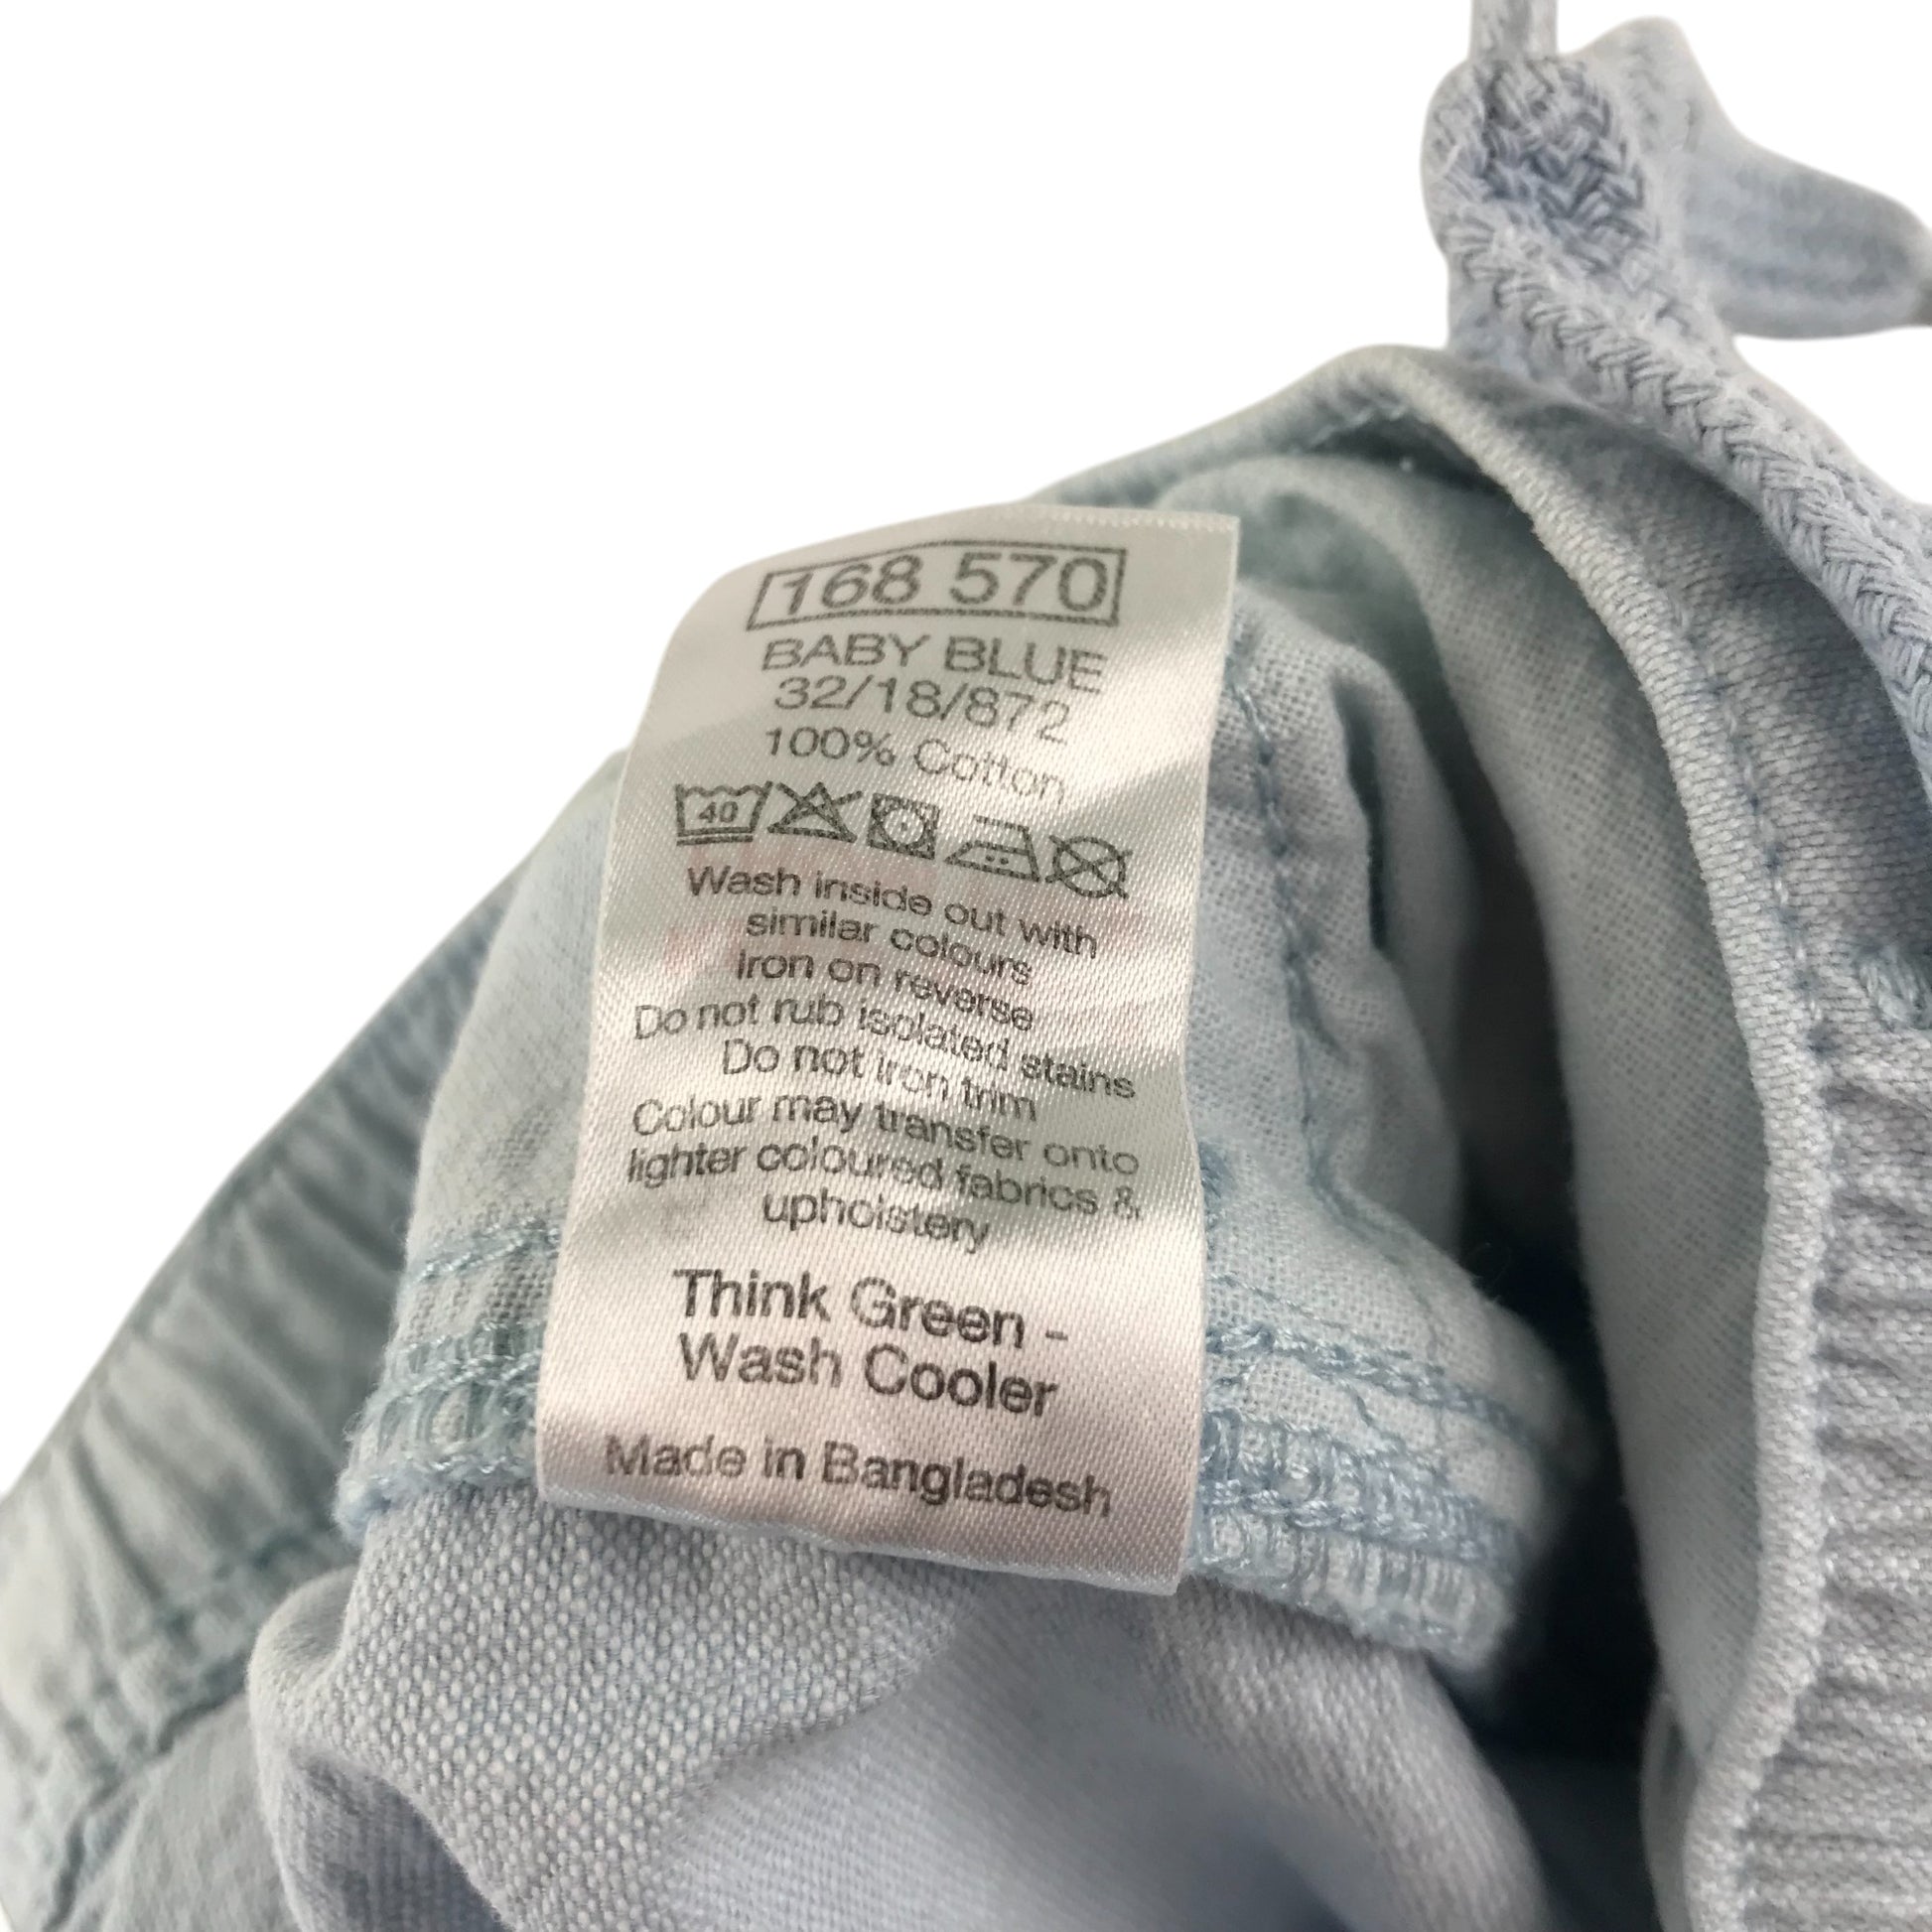 168 570
BABY BLUE
32/18/872
100% Cotton
40
Wash inside out with
similar colours
Iron on reverse
Do not rub isolated stains
Do not iron trim
Colour may transfer onto
lighter coloured fabrics &
upholstery
Think Green -
Wash Cooler
Made in Bangladesh